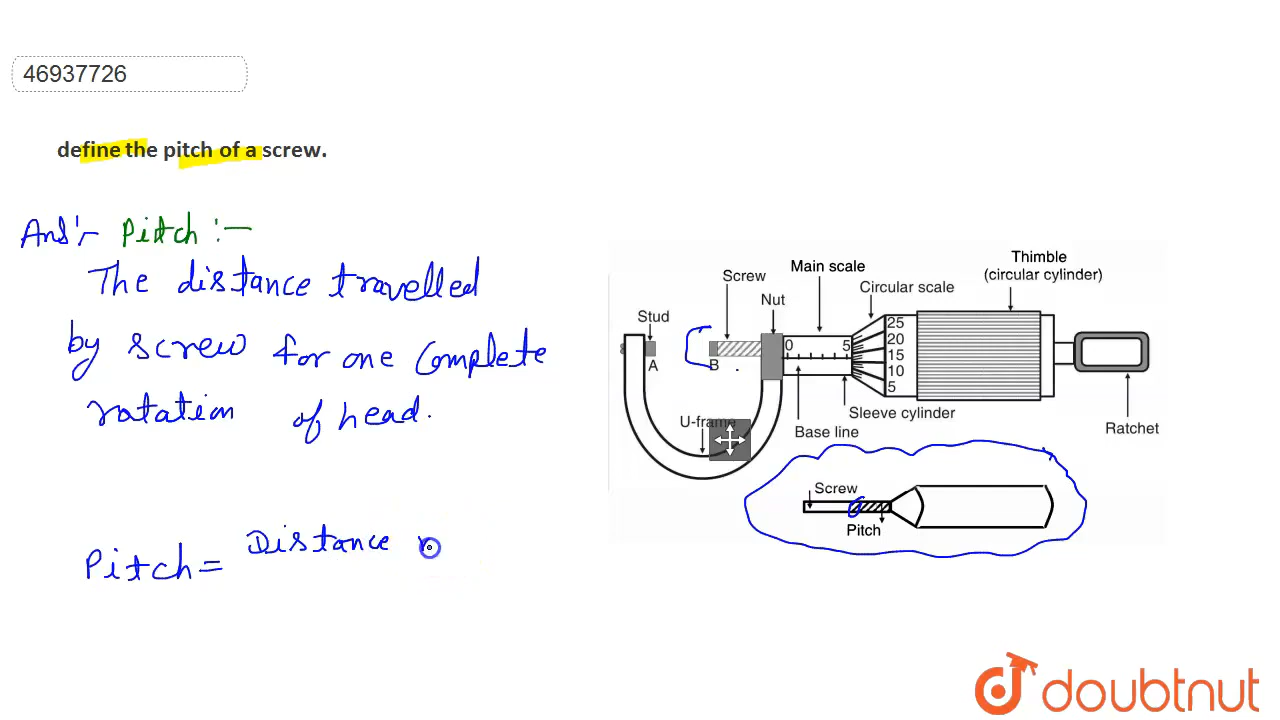 46937726
define the pitch of a screw.
Ans:- Pitch :-
The distance travelled
by screw for one complete
rotation of head.
Pitch = Distance
Thimble
(circular cylinder)
Main scale
Screw
Circular scale
Nut
Stud
25
20
15
10
5
0 5
A
B
Sleeve cylinder
U-frame
Base line
Ratchet
Screw
Pitch
doubtnut